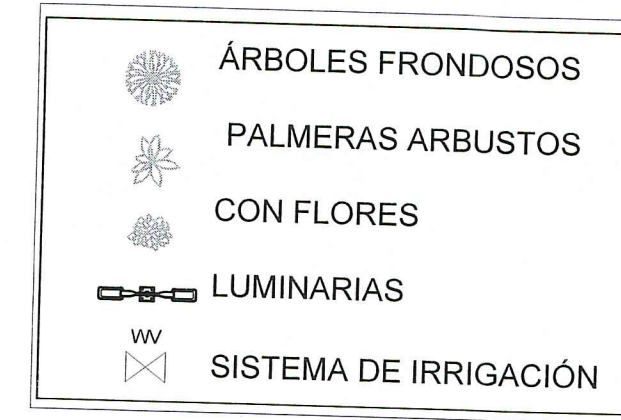 ÁRBOLES FRONDOSOS
PALMERAS ARBUSTOS
CON FLORES
LUMINARIAS
WV
SISTEMA DE IRRIGACIÓN